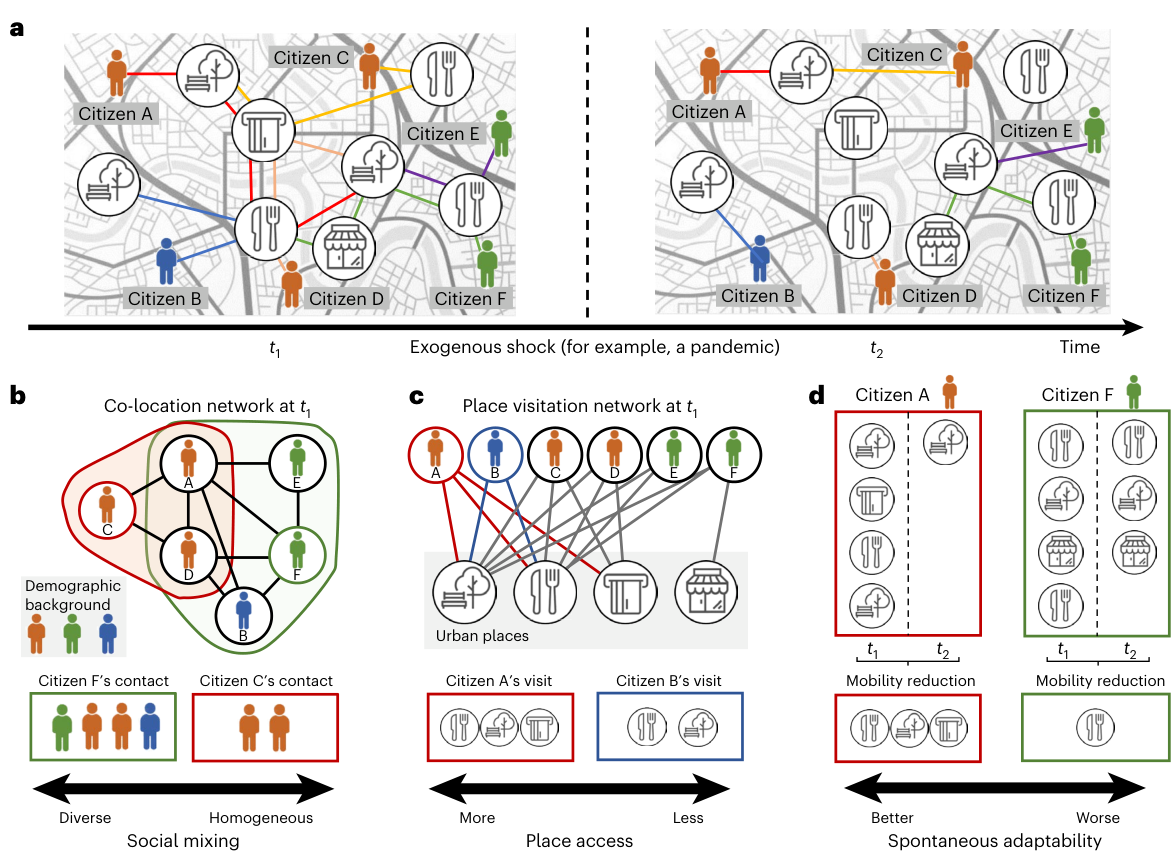 a
Citizen A
Citizen C
Citizen E
Citizen B
Citizen D
Citizen F
Citizen A
Citizen C
Citizen E
Citizen B
Citizen D
Citizen F
t1
Exogenous shock (for example, a pandemic)
t2
Time
b
Co-location network at t1
A
E
C
D
F
B
Demographic
background
Citizen F's contact
Citizen C's contact
Diverse
Homogeneous
Social mixing
c
Place visitation network at t1
A
B
C
D
E
F
Urban places
Citizen A's visit
Citizen B's visit
More
Less
Place access
d
Citizen A
Citizen F
t1
t2
t1
t2
Mobility reduction
Mobility reduction
Better
Worse
Spontaneous adaptability